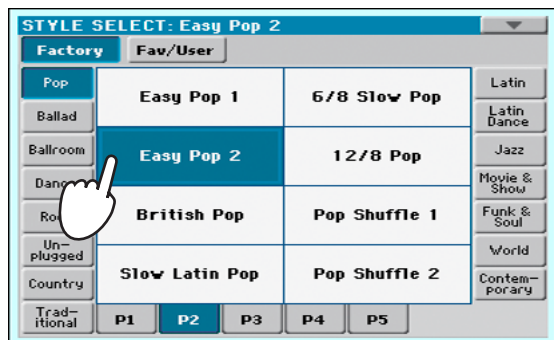 STYLE SELECT: Easy Pop 2
Factory
Fav/User
Pop
Easy Pop 1
6/8 Slow Pop
Latin
Ballad
Latin
Dance
Ballroom
Easy Pop 2
12/8 Pop
Jazz
Movie &
Show
British Pop
Pop Shuffle 1
Funk &
Soul
Un-
plugged
World
Country
Slow Latin Pop
Pop Shuffle 2
Contem-
porary
Trad-
itional
P1
P2
P3
P4
P5